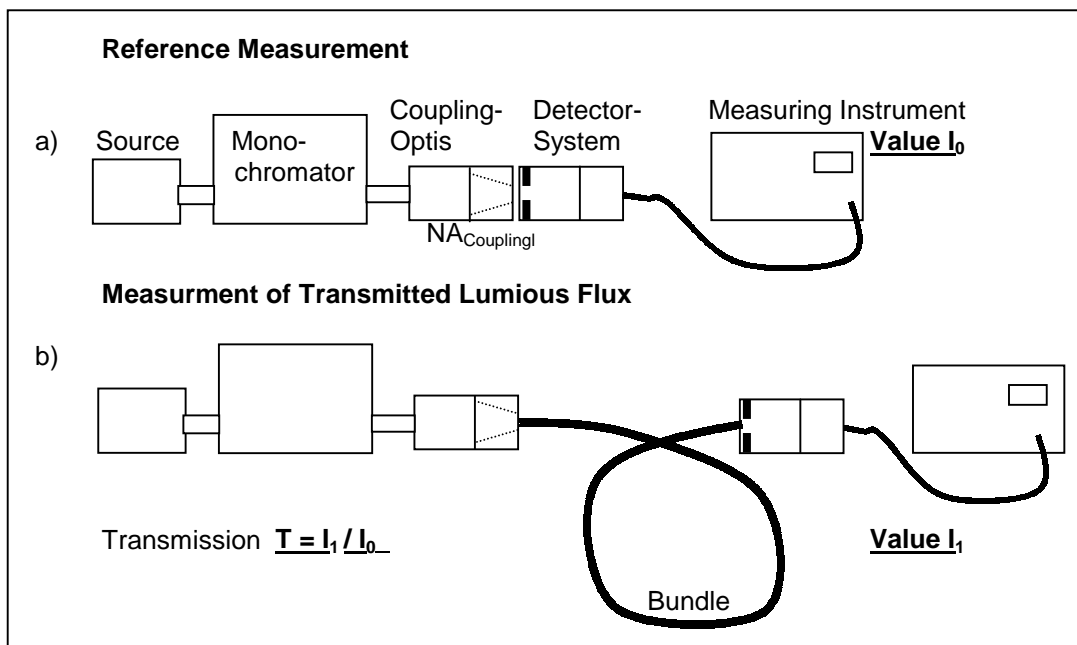 Reference Measurement
a)
Source
Mono-
chromator
Coupling-
Optis
NACouplingl
Detector-
System
Measuring Instrument
Value I0
Measurment of Transmitted Lumious Flux
b)
Transmission T = I1 / I0
Bundle
Value I1